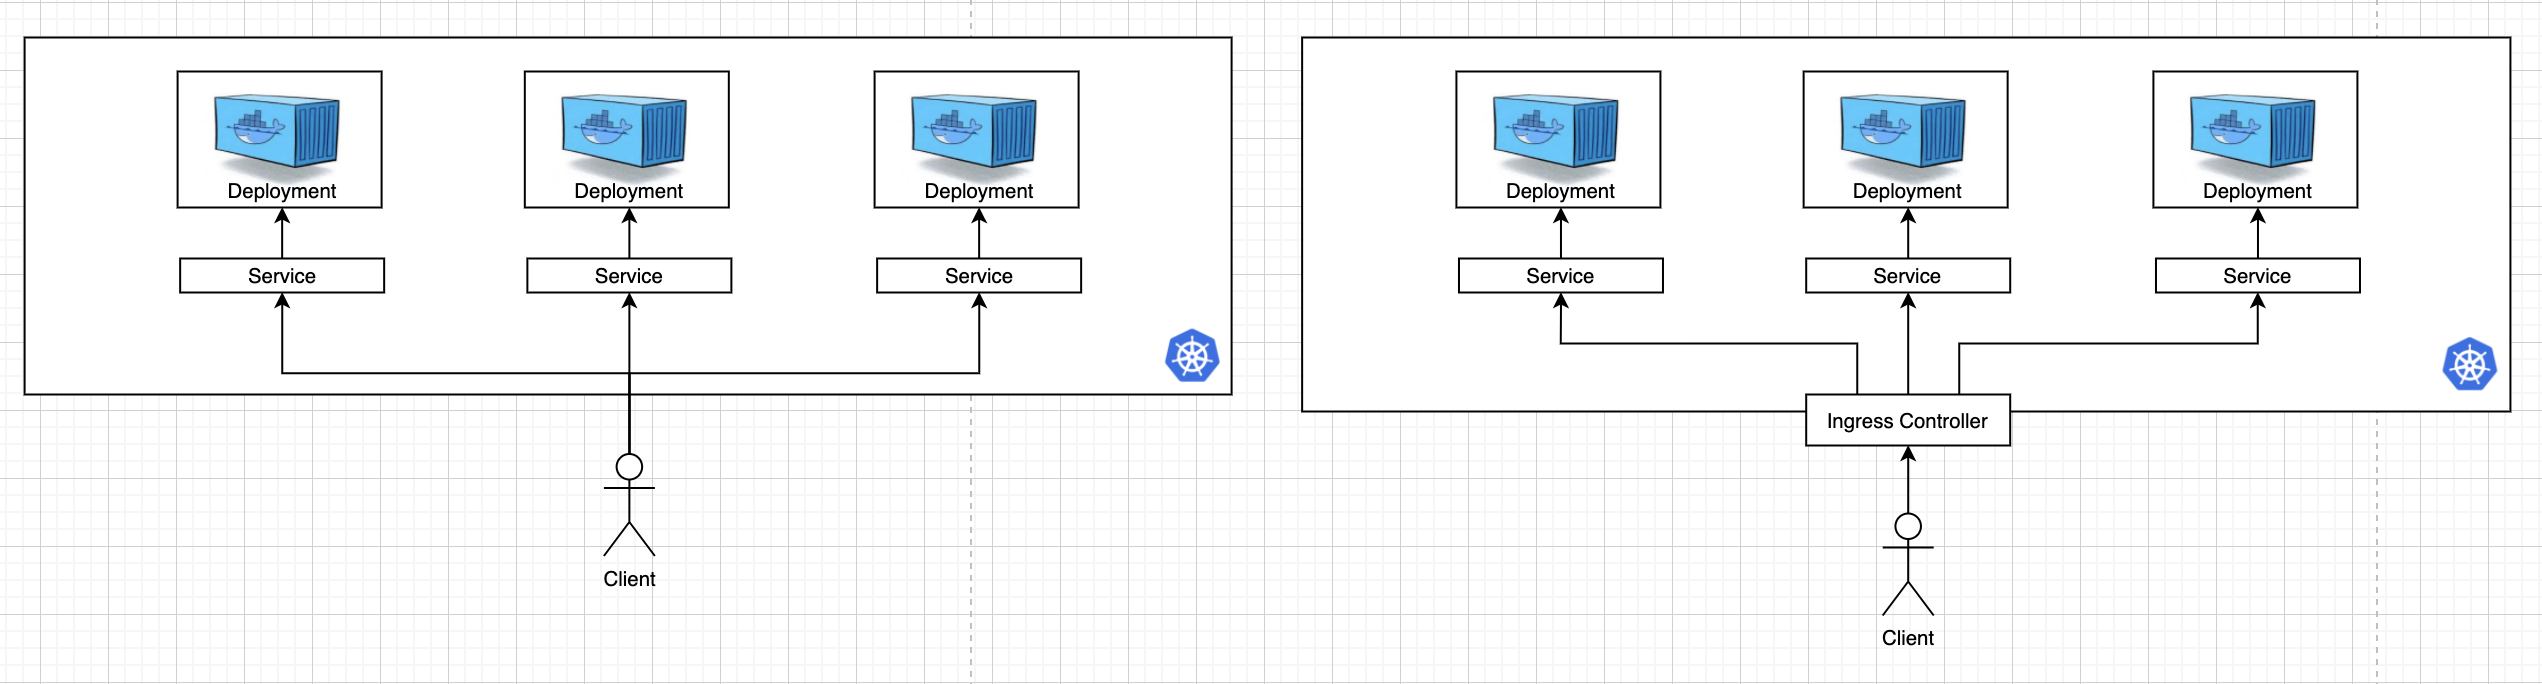 Deployment
Deployment
Deployment
Service
Service
Service
Client
Deployment
Deployment
Deployment
Service
Service
Service
Ingress Controller
Client